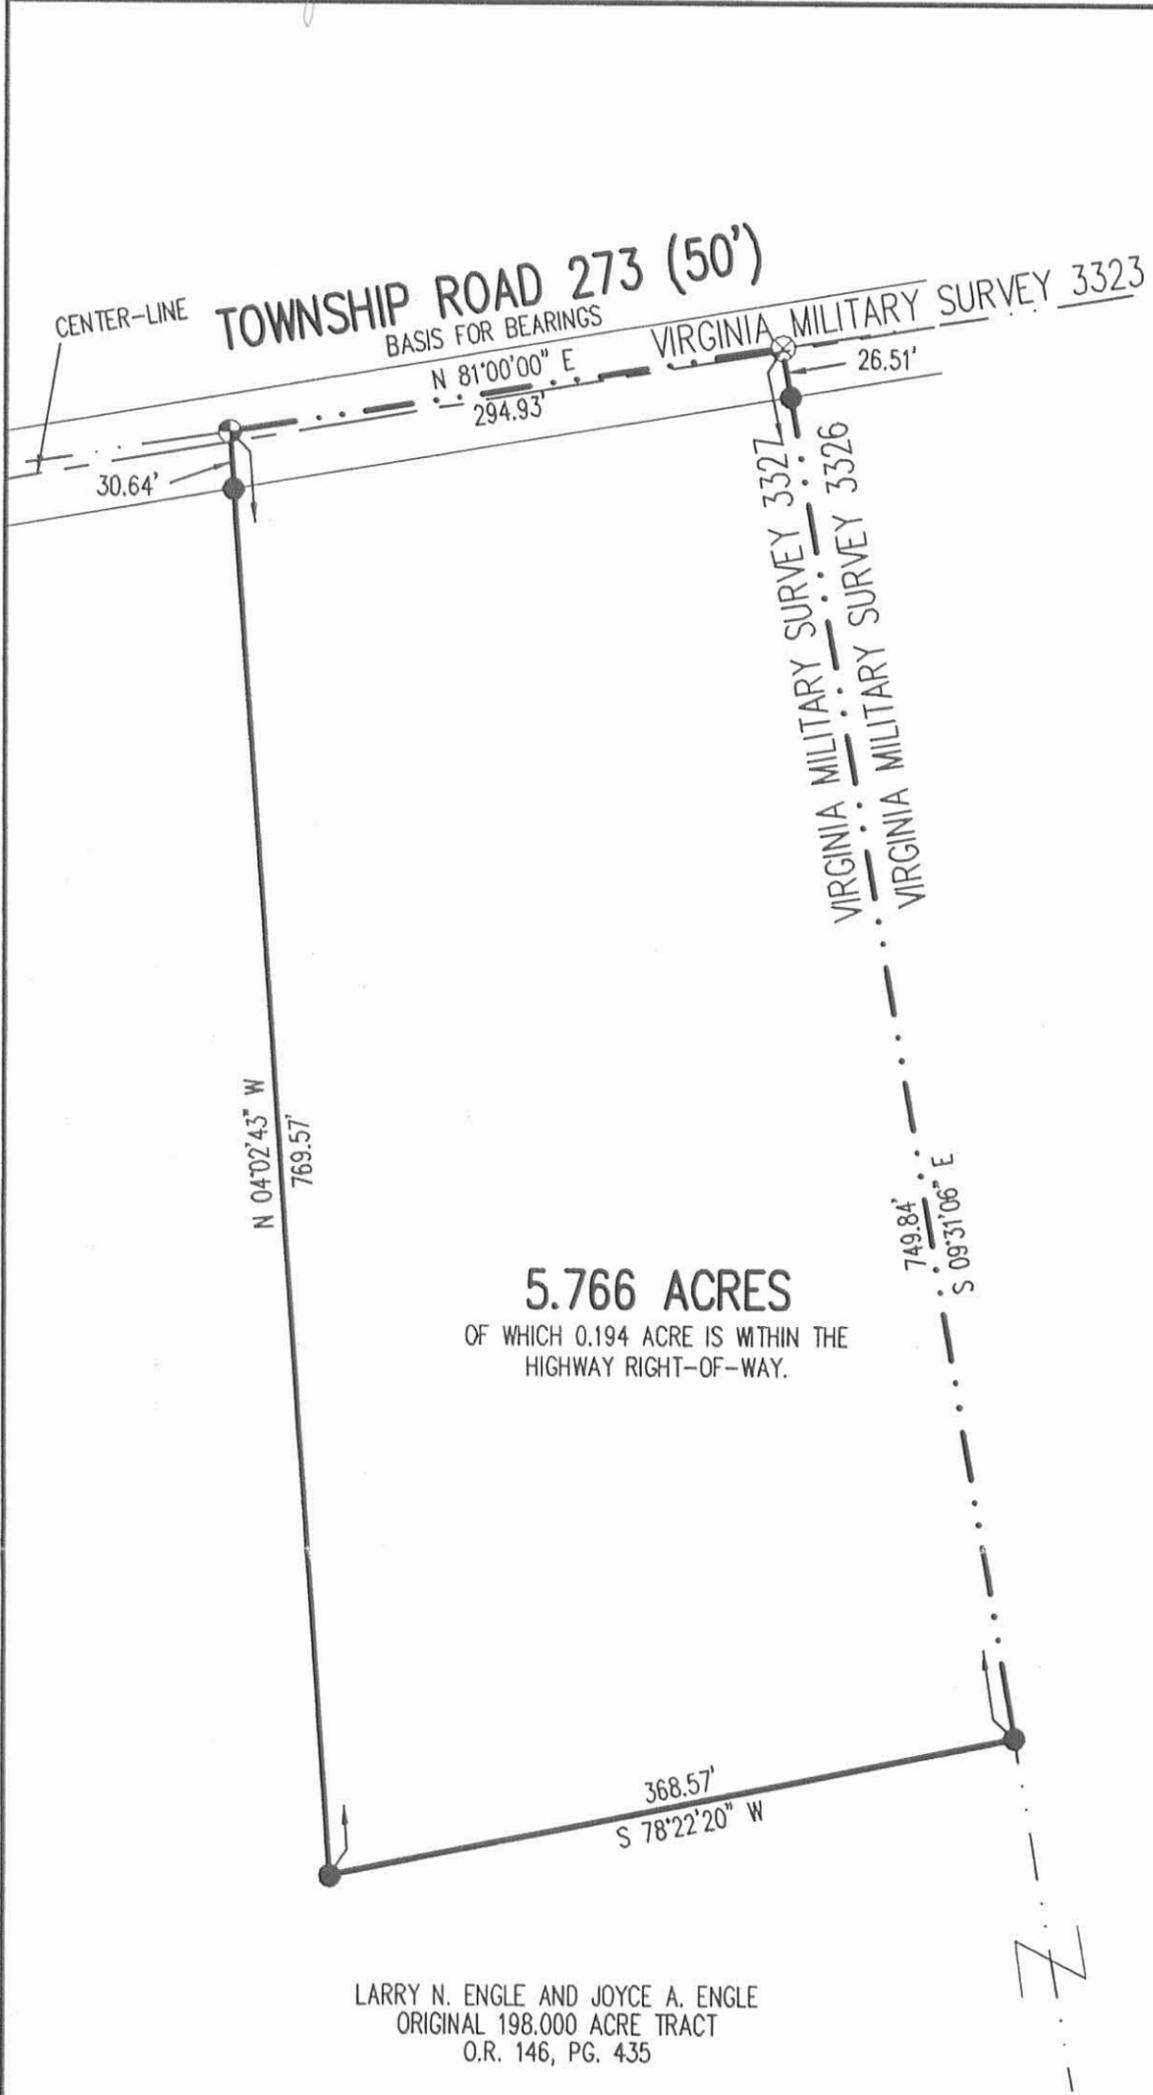 TOWNSHIP ROAD 273 (50')
CENTER-LINE
BASIS FOR BEARINGS
VIRGINIA MILITARY SURVEY 3323
N 81°00'00" E
294.93'
26.51'
30.64'
VIRGINIA MILITARY SURVEY 3327
VIRGINIA MILITARY SURVEY 3326
N 04°02'43" W
769.57'
749.84'
S 09°31'06" E
5.766 ACRES
OF WHICH 0.194 ACRE IS WITHIN THE
HIGHWAY RIGHT-OF-WAY.
368.57'
S 78°22'20" W
N
LARRY N. ENGLE AND JOYCE A. ENGLE
ORIGINAL 198.000 ACRE TRACT
O.R. 146, PG. 435